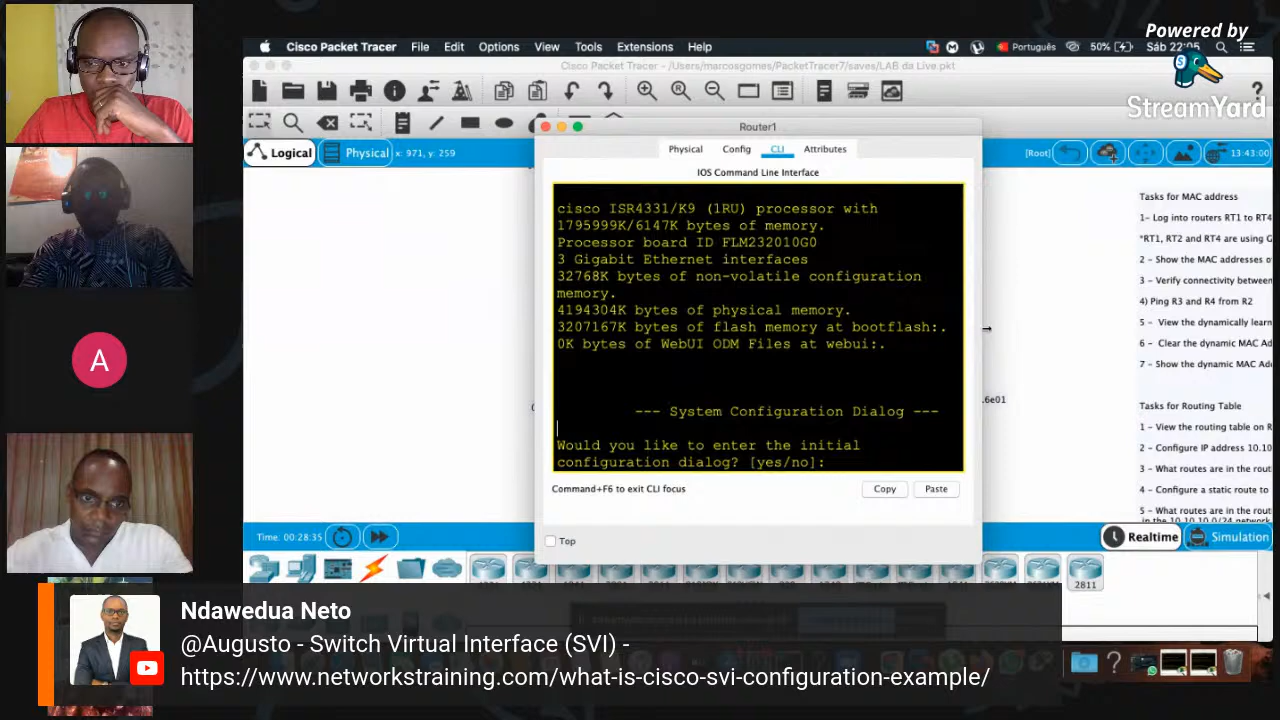 Powered by
StreamYard
Cisco Packet Tracer File Edit Options View Tools Extensions Help
Português 50% Sáb 22:05
Cisco Packet Tracer - /Users/marcosgomes/PacketTracer7/saves/LAB da Live.pkt
Router1
Logical Physical x: 971, y: 259
[Root] 13:43:00
Physical Config CLI Attributes
IOS Command Line Interface
cisco ISR4331/K9 (1RU) processor with
1795999K/6147K bytes of memory.
Processor board ID FLM232010G0
3 Gigabit Ethernet interfaces
32768K bytes of non-volatile configuration
memory.
4194304K bytes of physical memory.
3207167K bytes of flash memory at bootflash:.
0K bytes of WebUI ODM Files at webui:.
--- System Configuration Dialog ---
Would you like to enter the initial
configuration dialog? [yes/no]:
Command+F6 to exit CLI focus
Copy Paste
Top
.6e01
Tasks for MAC address
1- Log into routers RT1 to RT4
*RT1, RT2 and RT4 are using G
2 - Show the MAC addresses o
3 - Verify connectivity between
4) Ping R3 and R4 from R2
5 - View the dynamically learn
6 - Clear the dynamic MAC Ad
7 - Show the dynamic MAC Ad
Tasks for Routing Table
1 - View the routing table on R
2 - Configure IP address 10.10
3 - What routes are in the rout
4 - Configure a static route to
5 - What routes are in the rout
in the 10.10.10.0/24 network
Time: 00:28:35
Realtime Simulation
2811
A
Ndawedua Neto
@Augusto - Switch Virtual Interface (SVI) -
https://www.networkstraining.com/what-is-cisco-svi-configuration-example/